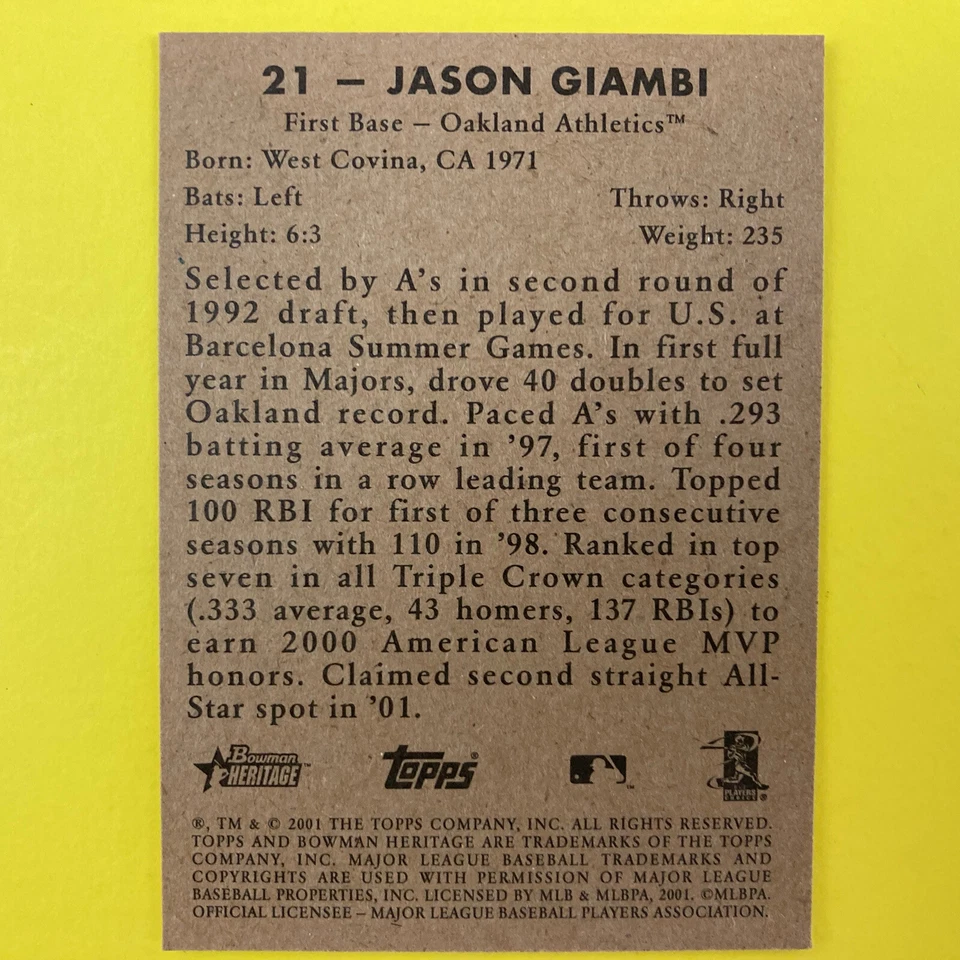 21 – JASON GIAMBI
First Base – Oakland Athletics™
Born: West Covina, CA 1971
Bats: Left Throws: Right
Height: 6:3 Weight: 235
Selected by A's in second round of
1992 draft, then played for U.S. at
Barcelona Summer Games. In first full
year in Majors, drove 40 doubles to set
Oakland record. Paced A's with .293
batting average in '97, first of four
seasons in a row leading team. Topped
100 RBI for first of three consecutive
seasons with 110 in '98. Ranked in top
seven in all Triple Crown categories
(.333 average, 43 homers, 137 RBIs) to
earn 2000 American League MVP
honors. Claimed second straight All-
Star spot in '01.
Bowman HERITAGE™ Topps® ™ PLAYERS CHOICE®
®, TM & © 2001 THE TOPPS COMPANY, INC. ALL RIGHTS RESERVED.
TOPPS AND BOWMAN HERITAGE ARE TRADEMARKS OF THE TOPPS
COMPANY, INC. MAJOR LEAGUE BASEBALL TRADEMARKS AND
COPYRIGHTS ARE USED WITH PERMISSION OF MAJOR LEAGUE
BASEBALL PROPERTIES, INC. LICENSED BY MLB & MLBPA, 2001. ©MLBPA.
OFFICIAL LICENSEE – MAJOR LEAGUE BASEBALL PLAYERS ASSOCIATION.